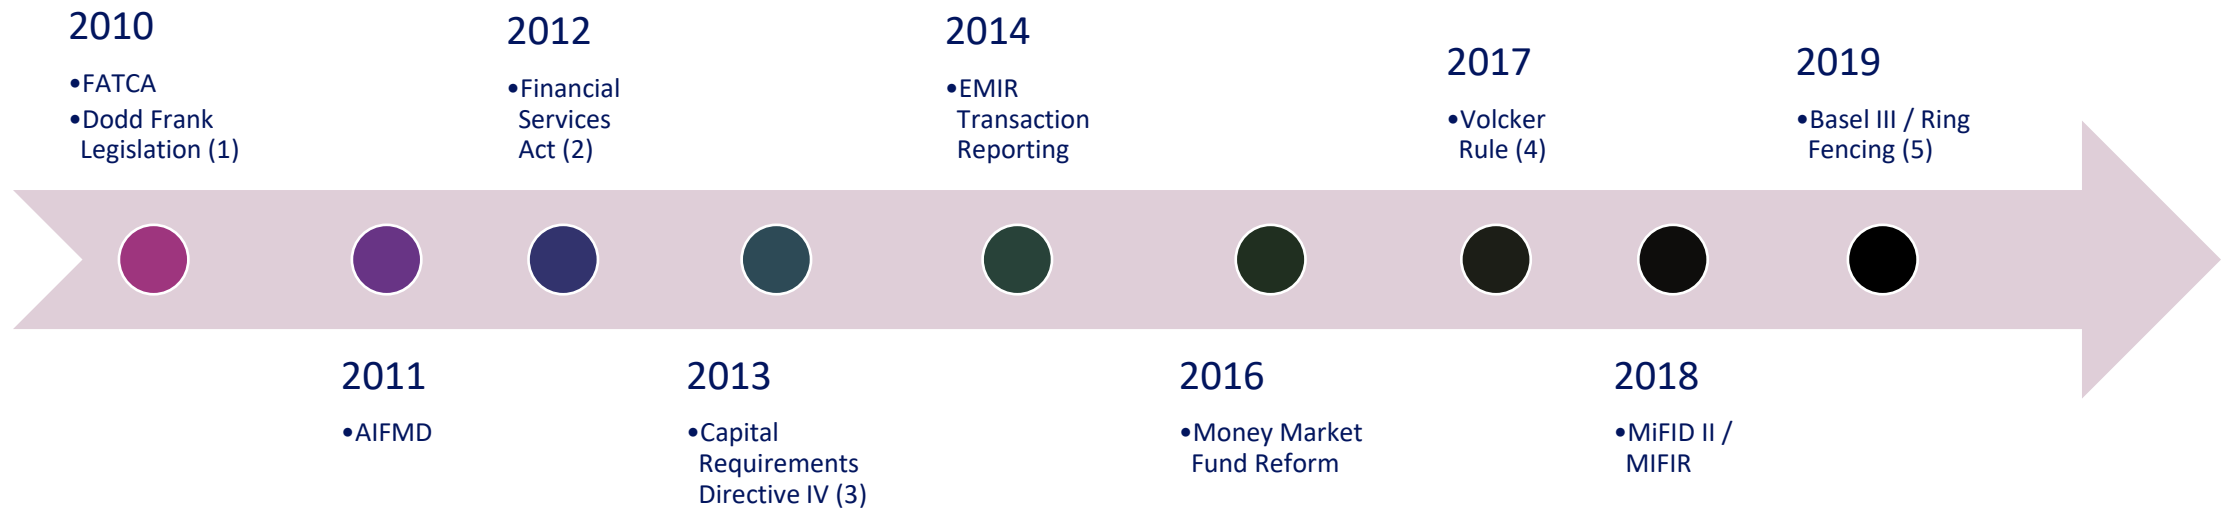 2010
•FATCA
•Dodd Frank
Legislation (1)
2012
•Financial
Services
Act (2)
2014
•EMIR
Transaction
Reporting
2017
•Volcker
Rule (4)
2019
•Basel III / Ring
Fencing (5)
2011
•AIFMD
2013
•Capital
Requirements
Directive IV (3)
2016
•Money Market
Fund Reform
2018
•MiFID II /
MIFIR